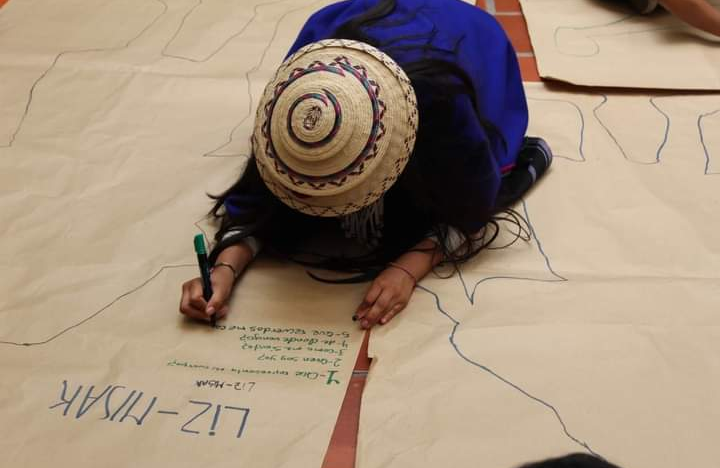 LIZ-MISAK
LIZ-MISAK
1-Que representa mi cuerpo?
2-Quien soy yo?
3-Como me siento?
4-de donde vengo?
5-Que recuerdos me